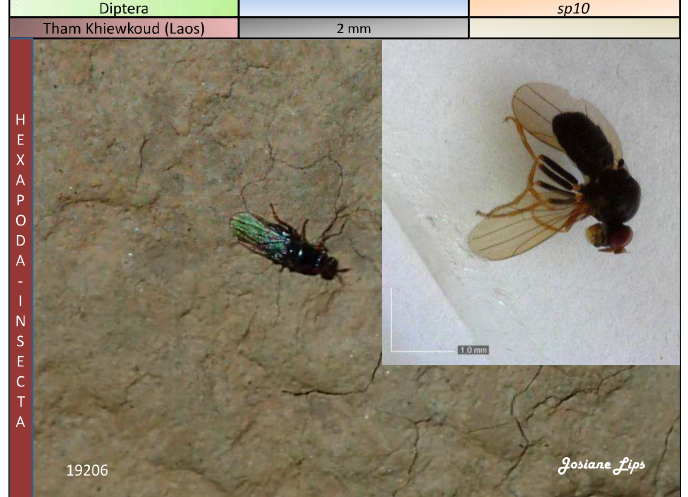 Diptera
sp10
Tham Khiewkoud (Laos)
2 mm
HEXAPODA-INSECTA
1.0 mm
19206
Josiane Lips